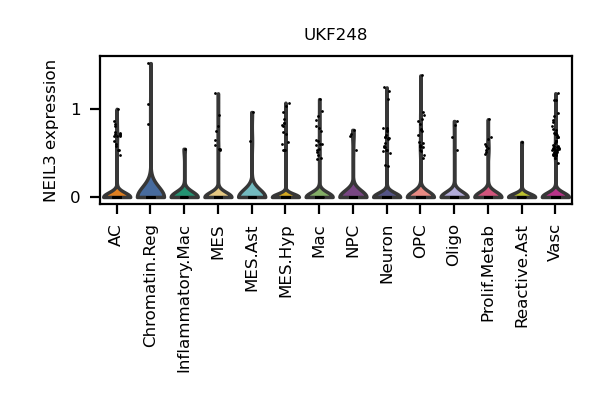 UKF248
NEIL3 expression
1
0
AC
Chromatin.Reg
Inflammatory.Mac
MES
MES.Ast
MES.Hyp
Mac
NPC
Neuron
OPC
Oligo
Prolif.Metab
Reactive.Ast
Vasc